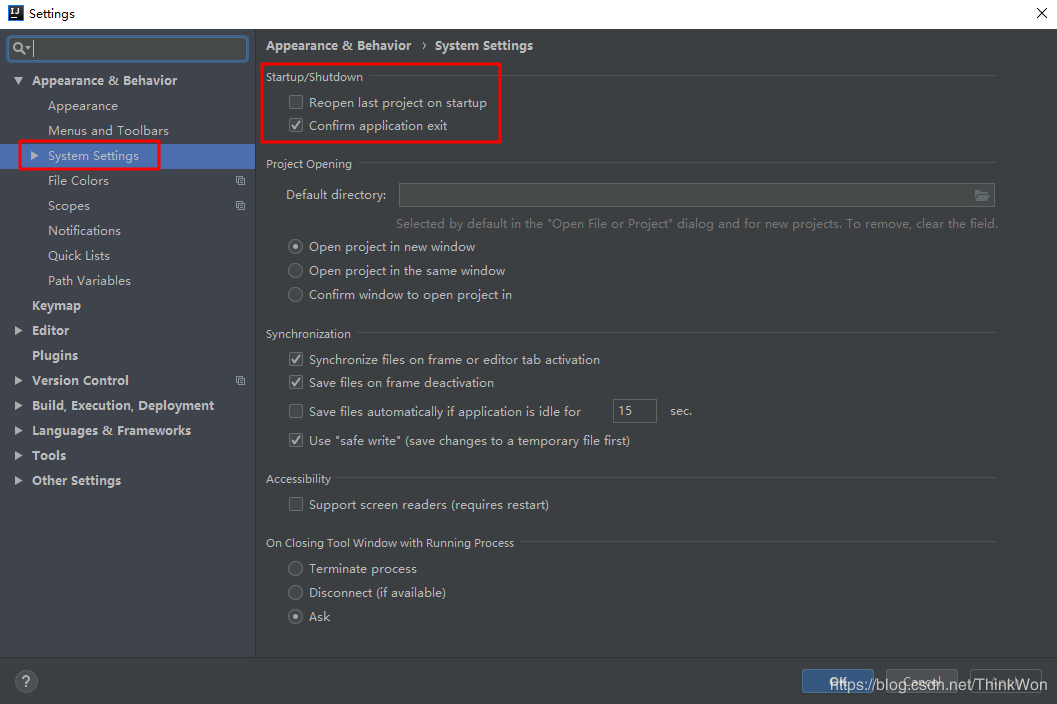 IJ Settings
Appearance & Behavior › System Settings
Appearance & Behavior
Appearance
Menus and Toolbars
System Settings
File Colors
Scopes
Notifications
Quick Lists
Path Variables
Keymap
Editor
Plugins
Version Control
Build, Execution, Deployment
Languages & Frameworks
Tools
Other Settings
Startup/Shutdown
Reopen last project on startup
Confirm application exit
Project Opening
Default directory:
Selected by default in the "Open File or Project" dialog and for new projects. To remove, clear the field.
Open project in new window
Open project in the same window
Confirm window to open project in
Synchronization
Synchronize files on frame or editor tab activation
Save files on frame deactivation
Save files automatically if application is idle for 15 sec.
Use "safe write" (save changes to a temporary file first)
Accessibility
Support screen readers (requires restart)
On Closing Tool Window with Running Process
Terminate process
Disconnect (if available)
Ask
?
OK
Cancel
https://blog.csdn.net/ThinkWon